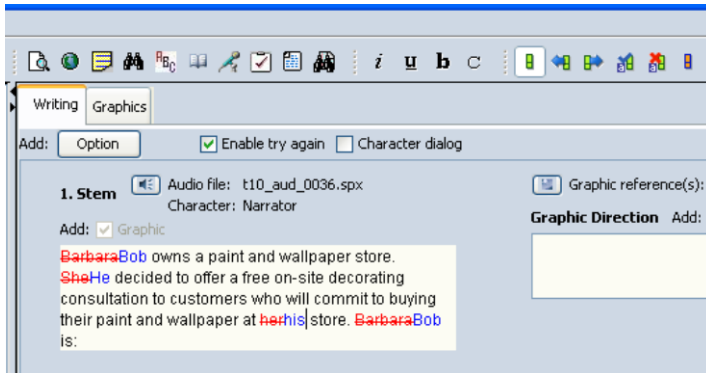 i u b C
Writing Graphics
Add: Option Enable try again Character dialog
1. Stem Audio file: t10_aud_0036.spx
Character: Narrator
Add: Graphic
BarbaraBob owns a paint and wallpaper store.
SheHe decided to offer a free on-site decorating
consultation to customers who will commit to buying
their paint and wallpaper at herhis store. BarbaraBob
is:
Graphic reference(s):
Graphic Direction Add: